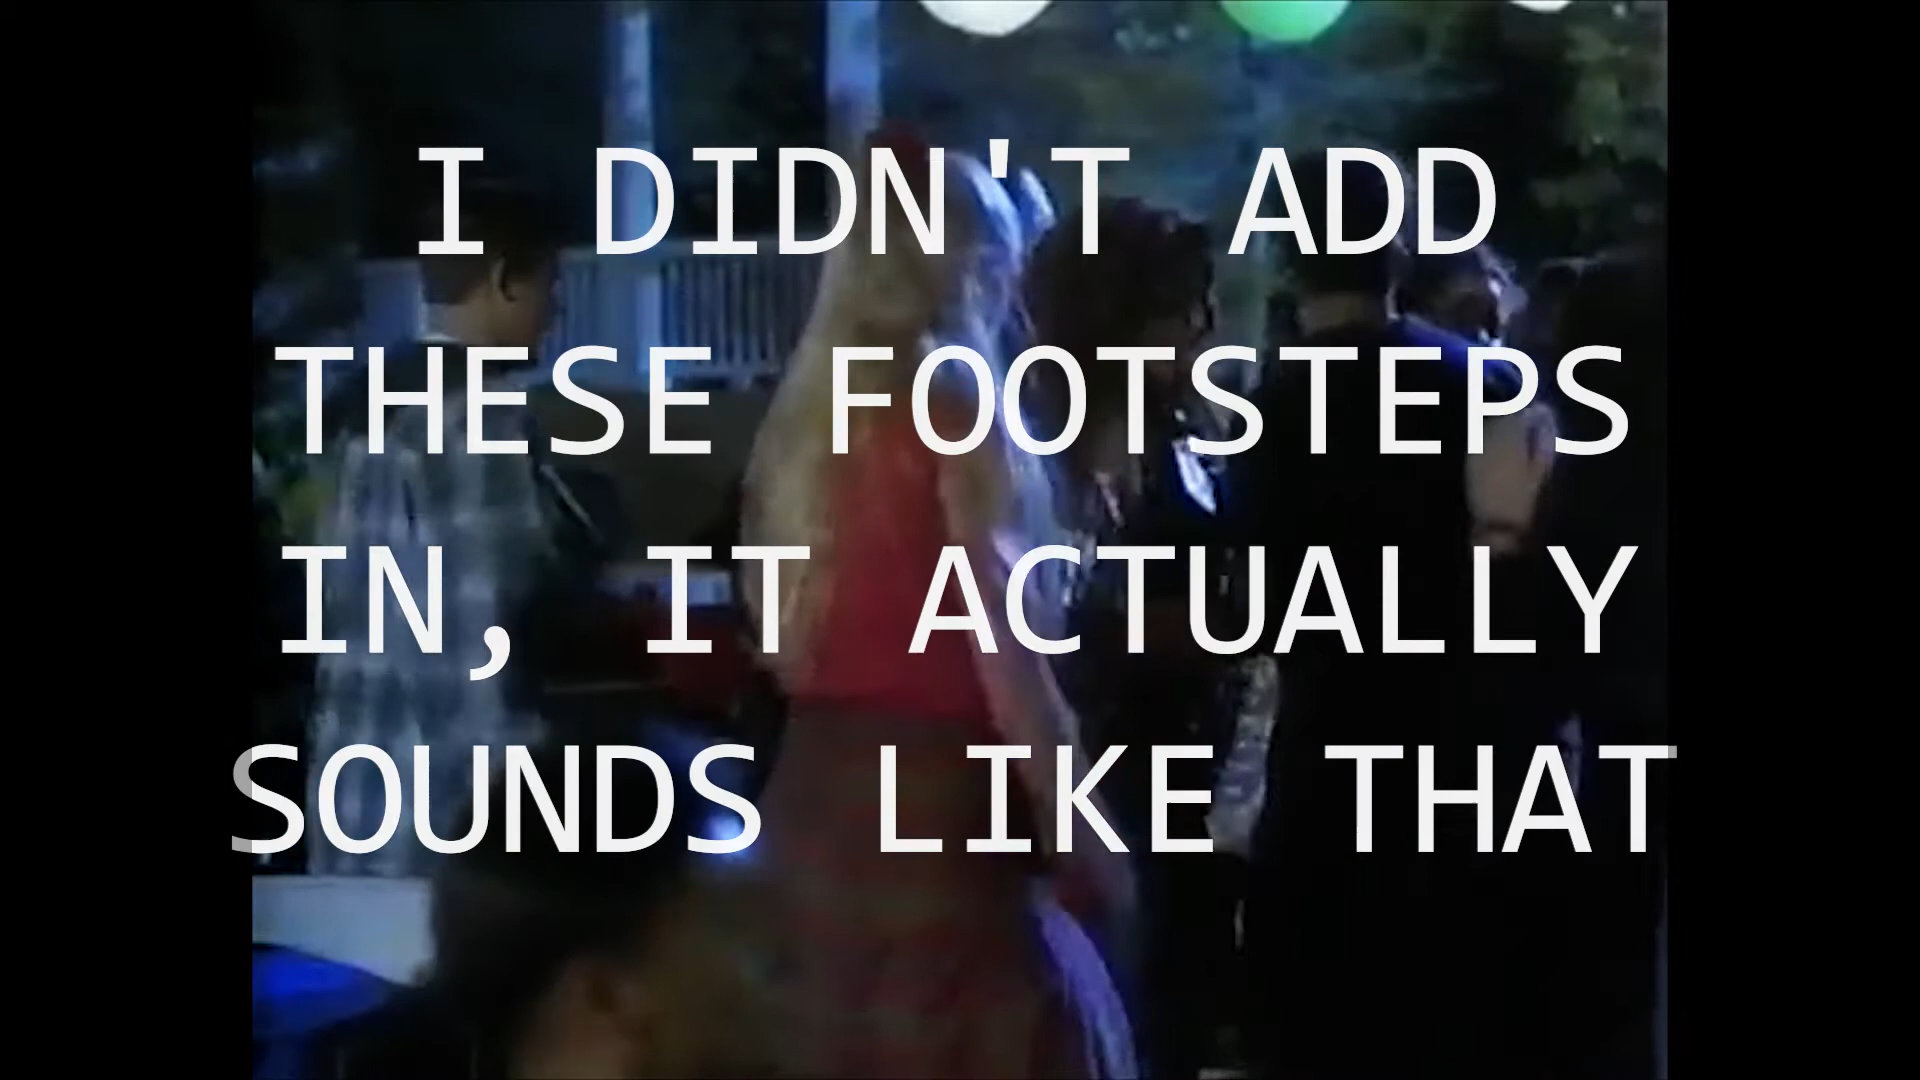 I DIDN'T ADD
THESE FOOTSTEPS
IN, IT ACTUALLY
SOUNDS LIKE THAT